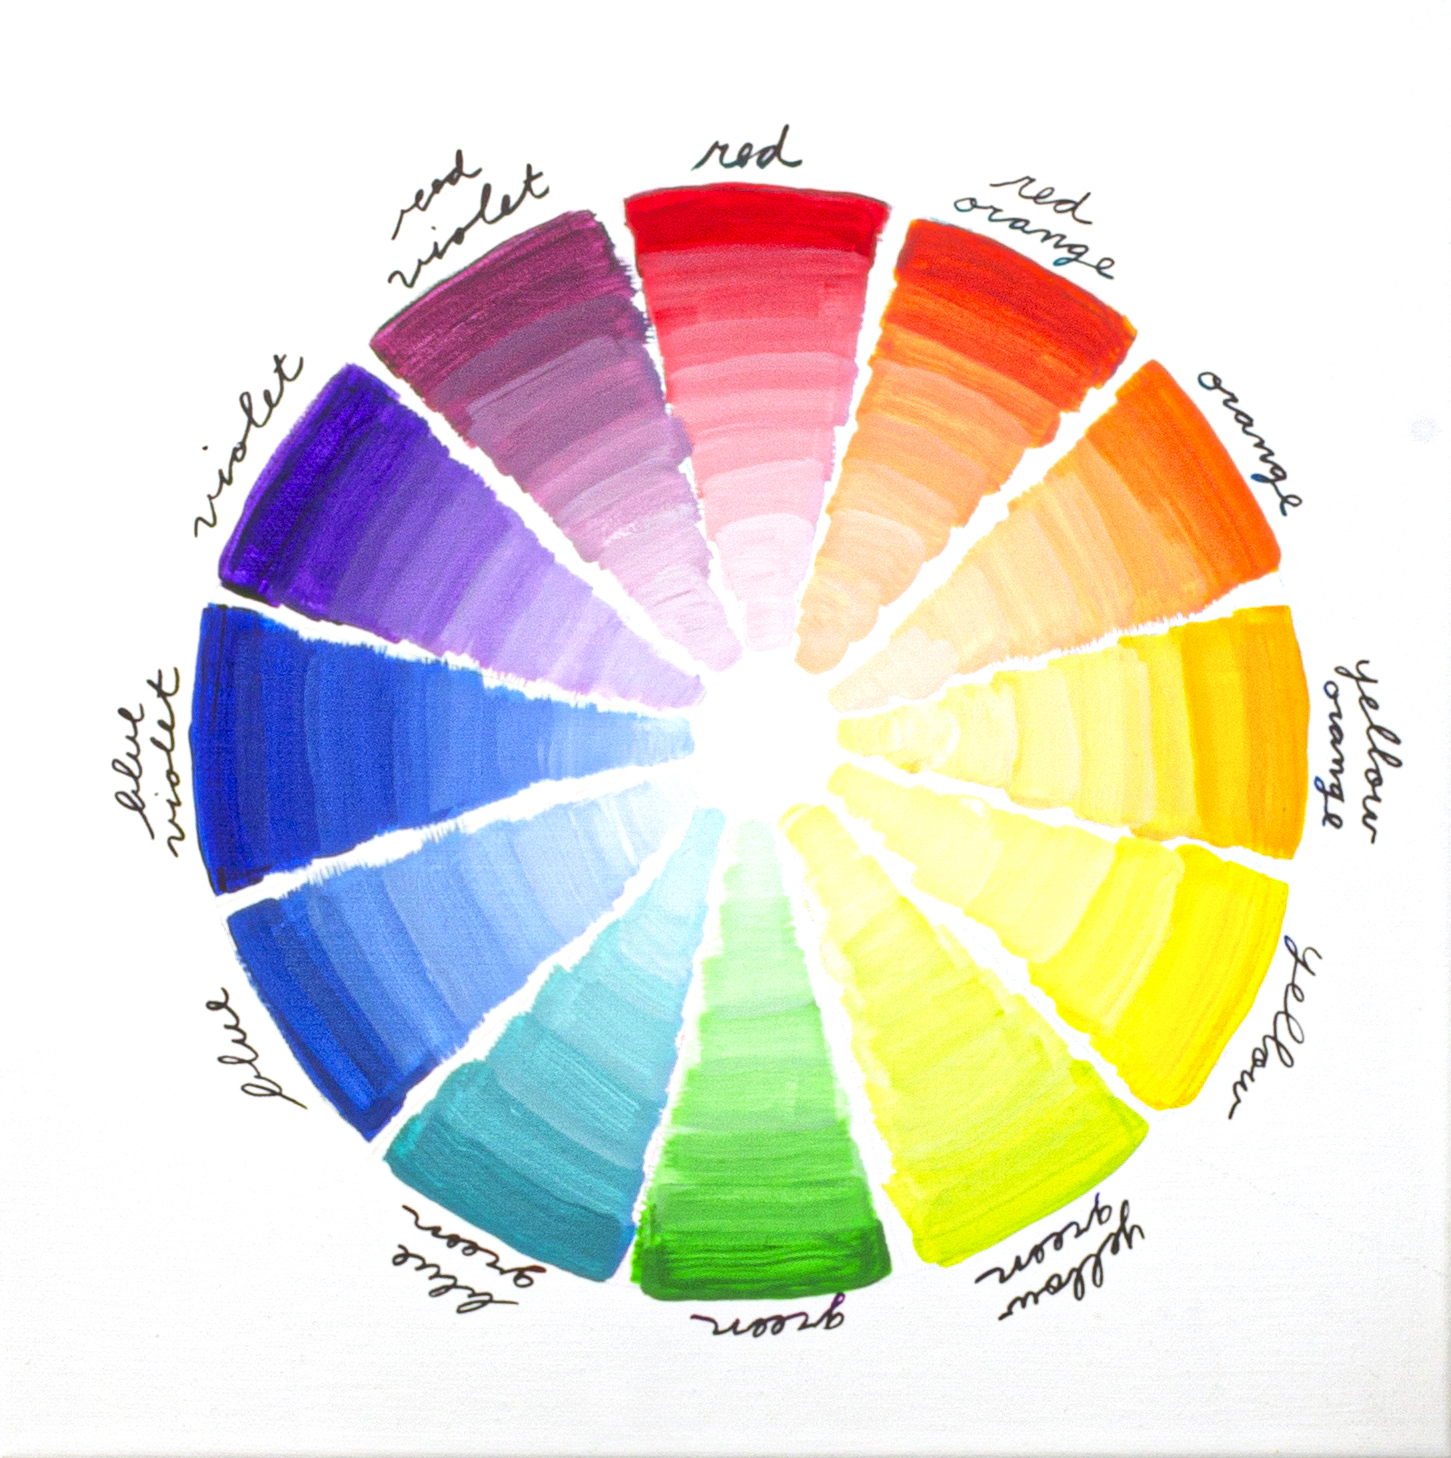 red
red
orange
orange
yellow
orange
yellow
yellow
green
green
blue
green
blue
blue
violet
violet
red
violet